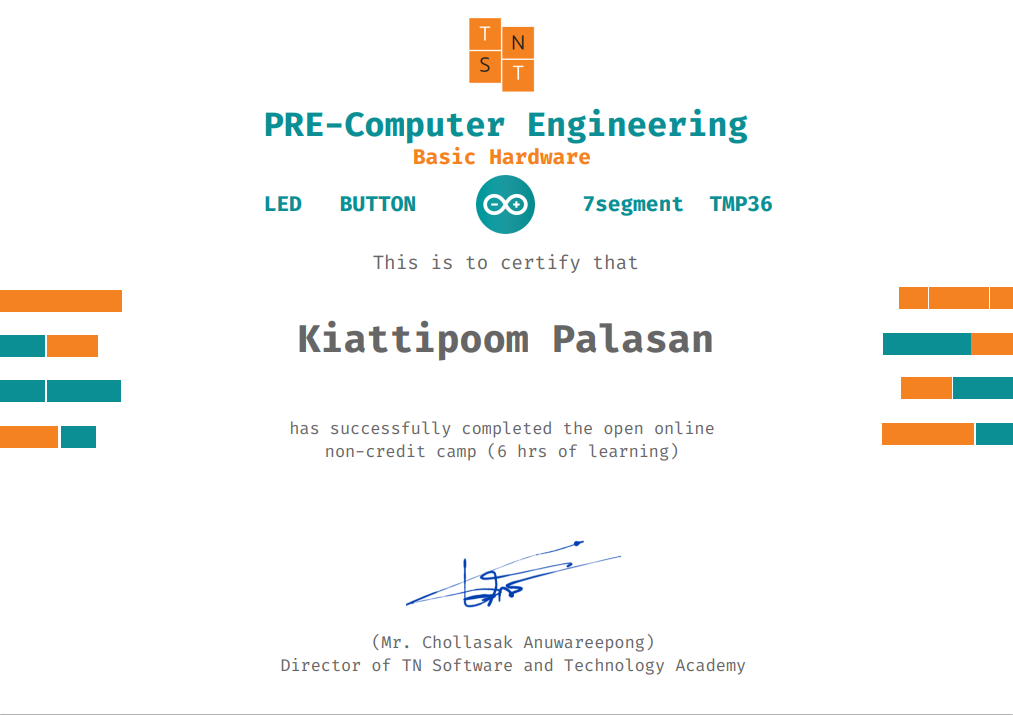 T N
S T
PRE-Computer Engineering
Basic Hardware
LED BUTTON 7segment TMP36
This is to certify that
Kiattipoom Palasan
has successfully completed the open online
non-credit camp (6 hrs of learning)
(Mr. Chollasak Anuwareepong)
Director of TN Software and Technology Academy